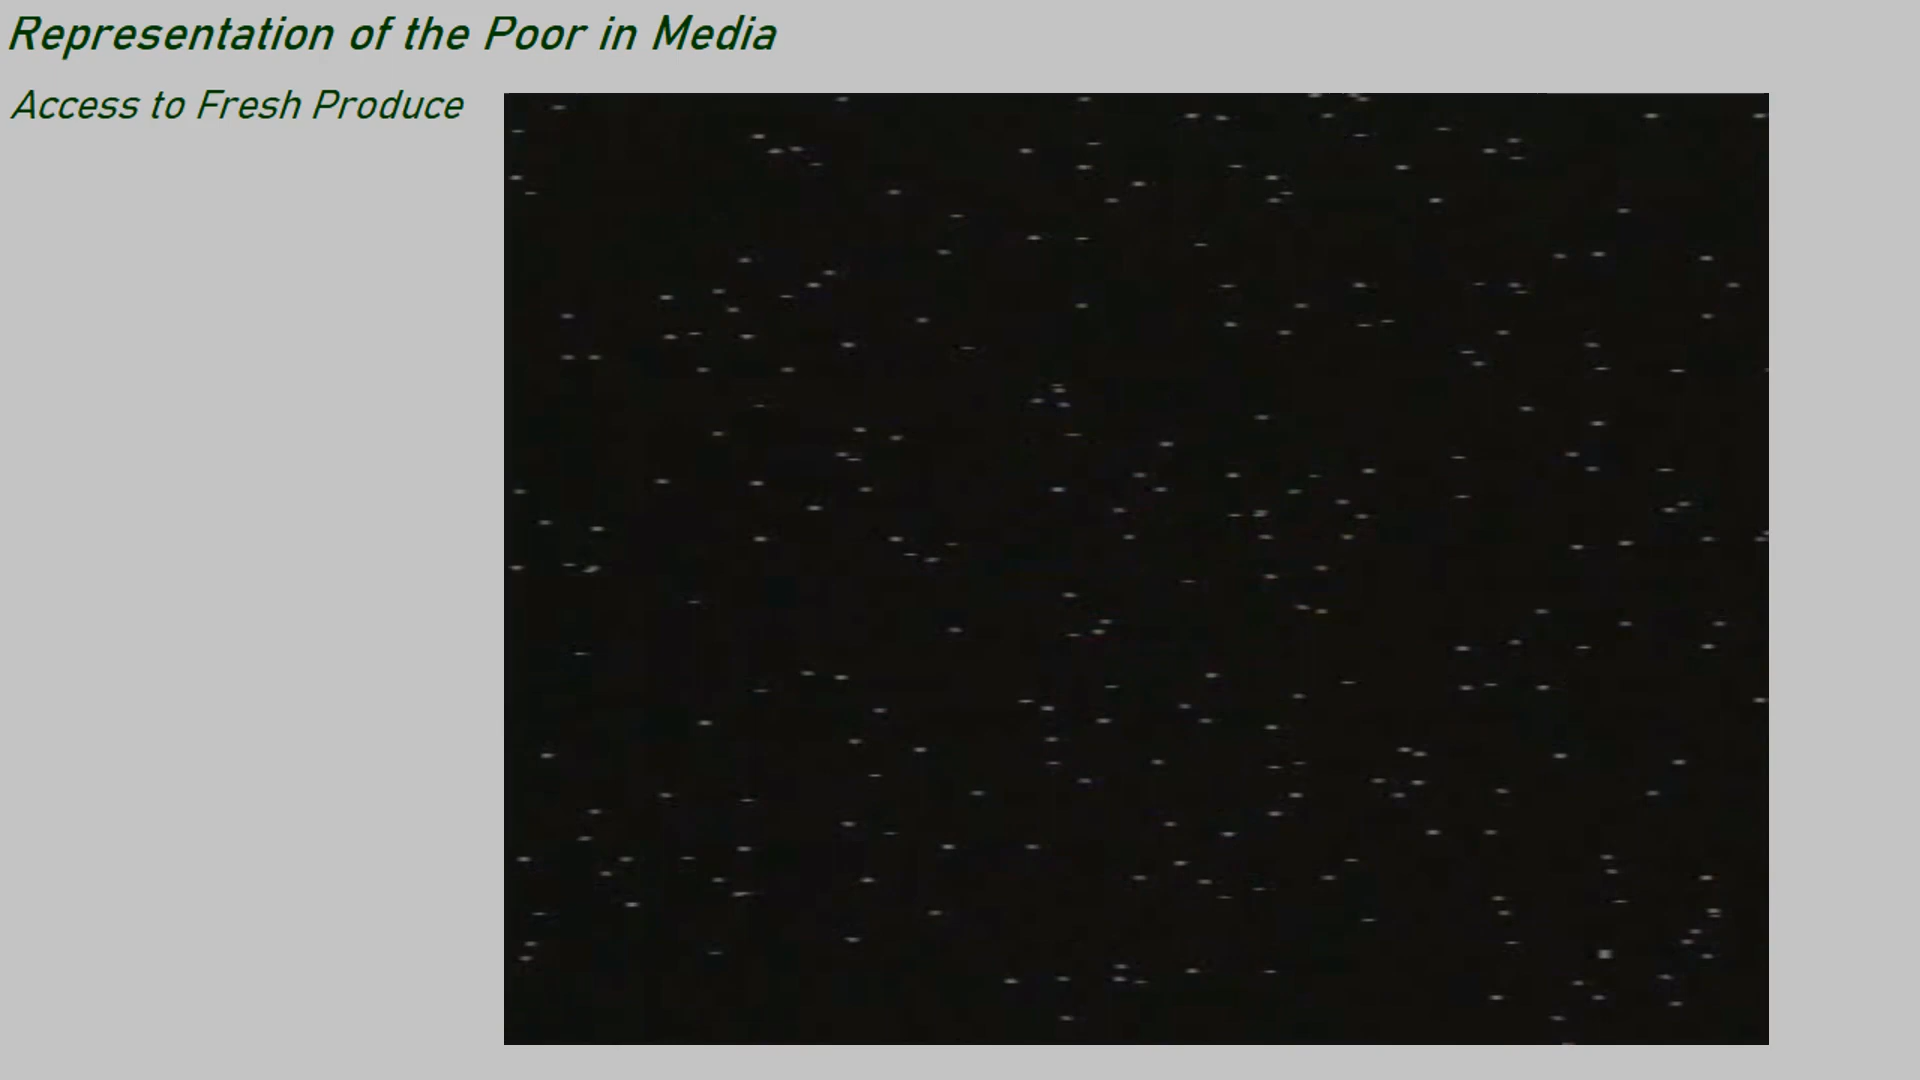 Representation of the Poor in Media
Access to Fresh Produce